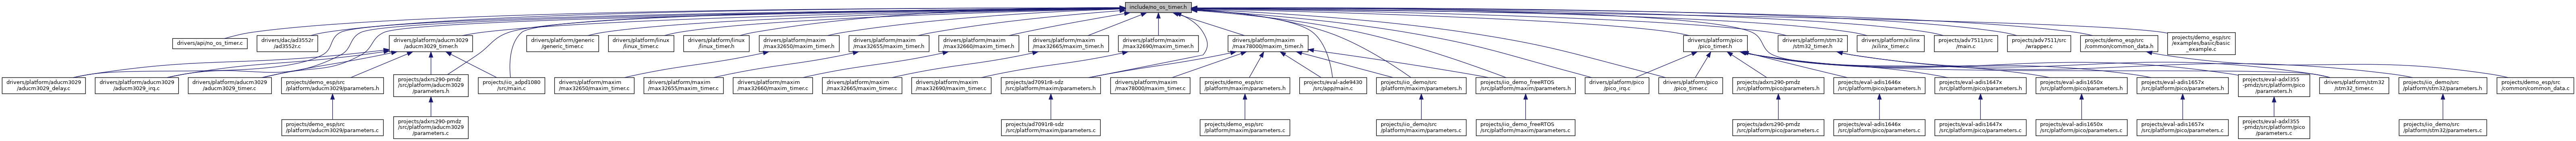 include/no_os_timer.h
drivers/api/no_os_timer.c
drivers/dac/ad3552r
/ad3552r.c
drivers/platform/aducm3029
/aducm3029_timer.h
drivers/platform/generic
/generic_timer.c
drivers/platform/linux
/linux_timer.c
drivers/platform/linux
/linux_timer.h
drivers/platform/maxim
/max32650/maxim_timer.h
drivers/platform/maxim
/max32655/maxim_timer.h
drivers/platform/maxim
/max32660/maxim_timer.h
drivers/platform/maxim
/max32665/maxim_timer.h
drivers/platform/maxim
/max32690/maxim_timer.h
drivers/platform/maxim
/max78000/maxim_timer.h
drivers/platform/pico
/pico_timer.h
drivers/platform/stm32
/stm32_timer.h
drivers/platform/xilinx
/xilinx_timer.c
projects/adv7511/src
/main.c
projects/adv7511/src
/wrapper.c
projects/demo_esp/src
/common/common_data.h
projects/demo_esp/src
/examples/basic/basic
_example.c
drivers/platform/aducm3029
/aducm3029_delay.c
drivers/platform/aducm3029
/aducm3029_irq.c
drivers/platform/aducm3029
/aducm3029_timer.c
projects/demo_esp/src
/platform/aducm3029/parameters.h
projects/adxrs290-pmdz
/src/platform/aducm3029
/parameters.h
projects/iio_adpd1080
/src/main.c
drivers/platform/maxim
/max32650/maxim_timer.c
drivers/platform/maxim
/max32655/maxim_timer.c
drivers/platform/maxim
/max32660/maxim_timer.c
drivers/platform/maxim
/max32665/maxim_timer.c
drivers/platform/maxim
/max32690/maxim_timer.c
projects/ad7091r8-sdz
/src/platform/maxim/parameters.h
drivers/platform/maxim
/max78000/maxim_timer.c
projects/demo_esp/src
/platform/maxim/parameters.h
projects/eval-ade9430
/src/app/main.c
projects/iio_demo/src
/platform/maxim/parameters.h
projects/iio_demo_freeRTOS
/src/platform/maxim/parameters.h
drivers/platform/pico
/pico_irq.c
drivers/platform/pico
/pico_timer.c
projects/adxrs290-pmdz
/src/platform/pico/parameters.h
projects/eval-adis1646x
/src/platform/pico/parameters.h
projects/eval-adis1647x
/src/platform/pico/parameters.h
projects/eval-adis1650x
/src/platform/pico/parameters.h
projects/eval-adis1657x
/src/platform/pico/parameters.h
projects/eval-adxl355
-pmdz/src/platform/pico
/parameters.h
drivers/platform/stm32
/stm32_timer.c
projects/iio_demo/src
/platform/stm32/parameters.h
projects/demo_esp/src
/common/common_data.c
projects/demo_esp/src
/platform/aducm3029/parameters.c
projects/adxrs290-pmdz
/src/platform/aducm3029
/parameters.c
projects/ad7091r8-sdz
/src/platform/maxim/parameters.c
projects/demo_esp/src
/platform/maxim/parameters.c
projects/iio_demo/src
/platform/maxim/parameters.c
projects/iio_demo_freeRTOS
/src/platform/maxim/parameters.c
projects/adxrs290-pmdz
/src/platform/pico/parameters.c
projects/eval-adis1646x
/src/platform/pico/parameters.c
projects/eval-adis1647x
/src/platform/pico/parameters.c
projects/eval-adis1650x
/src/platform/pico/parameters.c
projects/eval-adis1657x
/src/platform/pico/parameters.c
projects/eval-adxl355
-pmdz/src/platform/pico
/parameters.c
projects/iio_demo/src
/platform/stm32/parameters.c